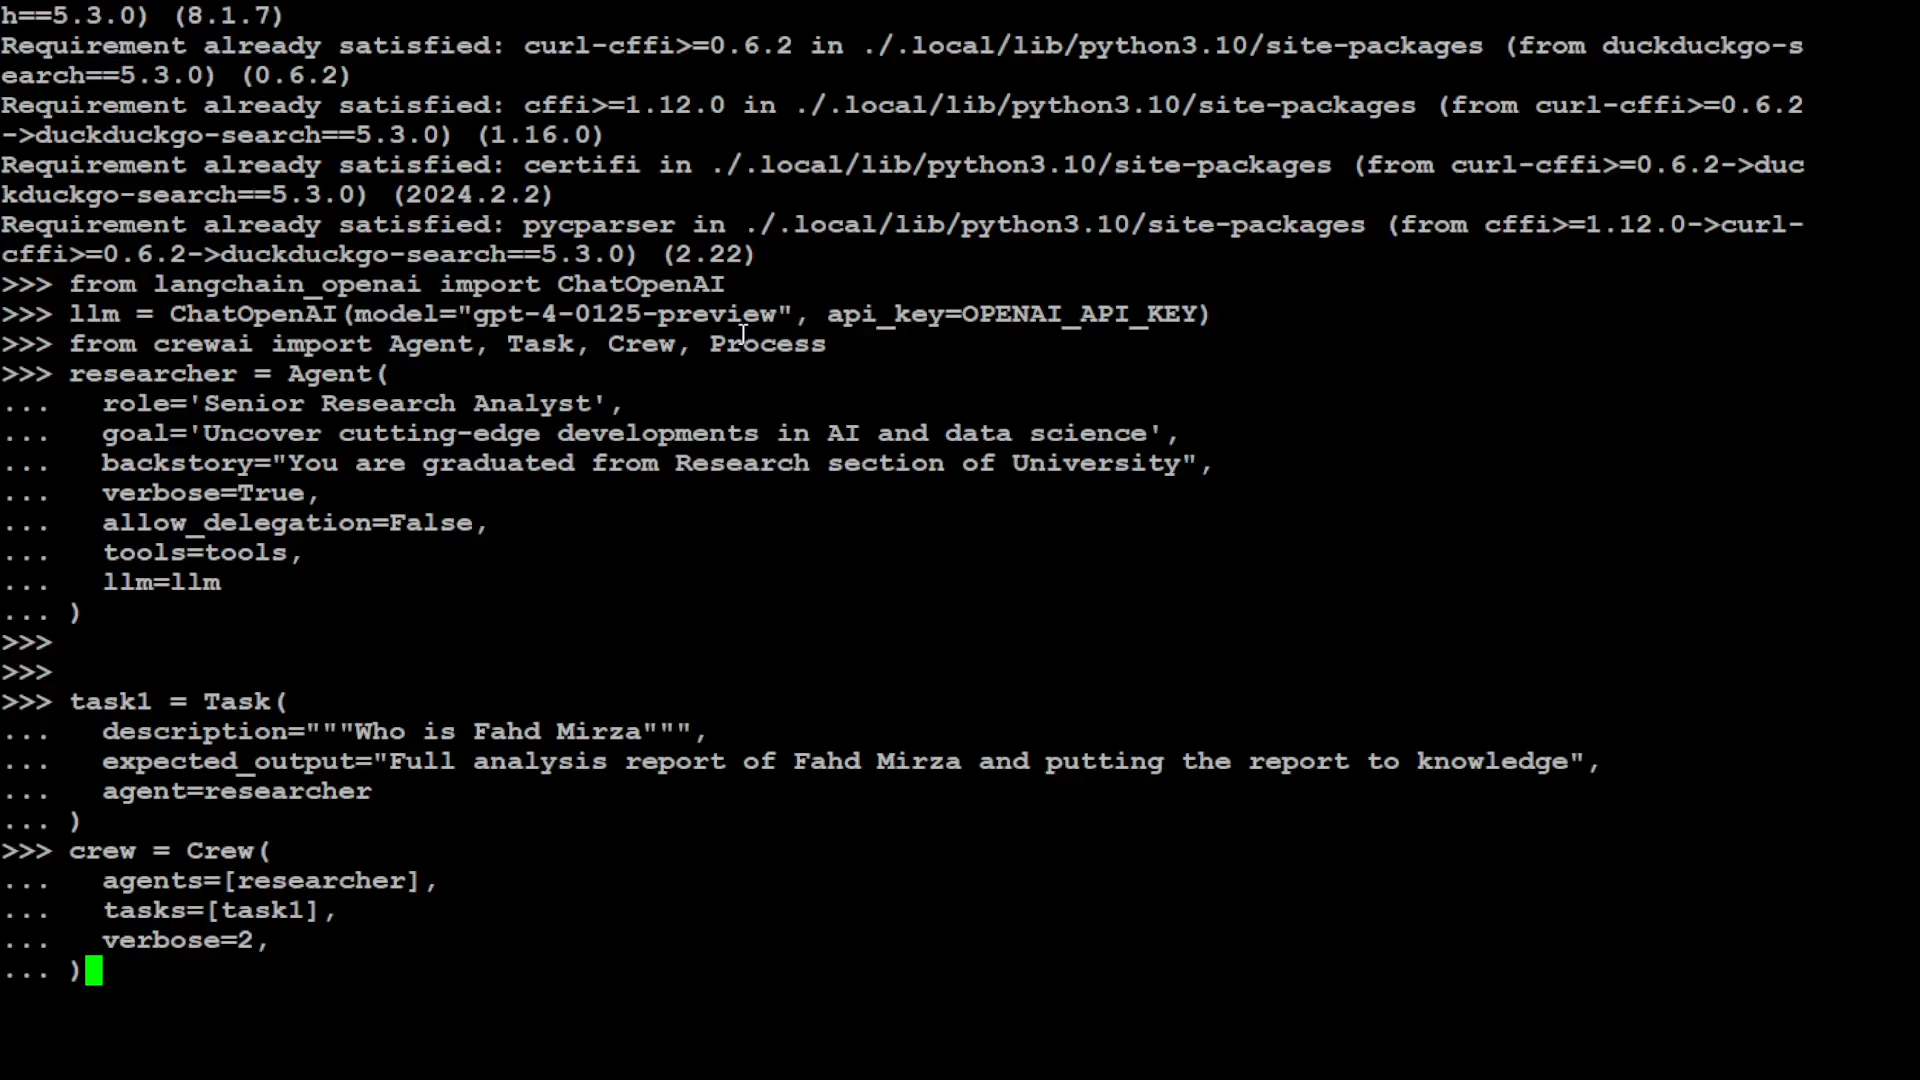 h==5.3.0) (8.1.7)
Requirement already satisfied: curl-cffi>=0.6.2 in ./.local/lib/python3.10/site-packages (from duckduckgo-s
earch==5.3.0) (0.6.2)
Requirement already satisfied: cffi>=1.12.0 in ./.local/lib/python3.10/site-packages (from curl-cffi>=0.6.2
->duckduckgo-search==5.3.0) (1.16.0)
Requirement already satisfied: certifi in ./.local/lib/python3.10/site-packages (from curl-cffi>=0.6.2->duc
kduckgo-search==5.3.0) (2024.2.2)
Requirement already satisfied: pycparser in ./.local/lib/python3.10/site-packages (from cffi>=1.12.0->curl-
cffi>=0.6.2->duckduckgo-search==5.3.0) (2.22)
>>> from langchain_openai import ChatOpenAI
>>> llm = ChatOpenAI(model="gpt-4-0125-preview", api_key=OPENAI_API_KEY)
>>> from crewai import Agent, Task, Crew, Process
>>> researcher = Agent(
...   role='Senior Research Analyst',
...   goal='Uncover cutting-edge developments in AI and data science',
...   backstory="You are graduated from Research section of University",
...   verbose=True,
...   allow_delegation=False,
...   tools=tools,
...   llm=llm
... )
>>>
>>>
>>> task1 = Task(
...   description="""Who is Fahd Mirza""",
...   expected_output="Full analysis report of Fahd Mirza and putting the report to knowledge",
...   agent=researcher
... )
>>> crew = Crew(
...   agents=[researcher],
...   tasks=[task1],
...   verbose=2,
... )